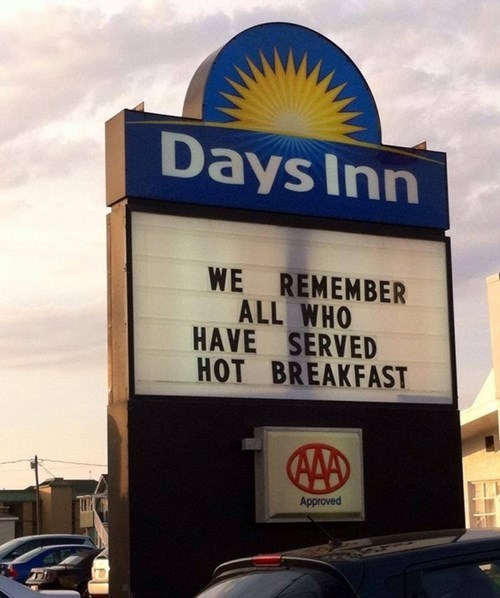 Days Inn
WE REMEMBER
ALL WHO
HAVE SERVED
HOT BREAKFAST
AAA
Approved